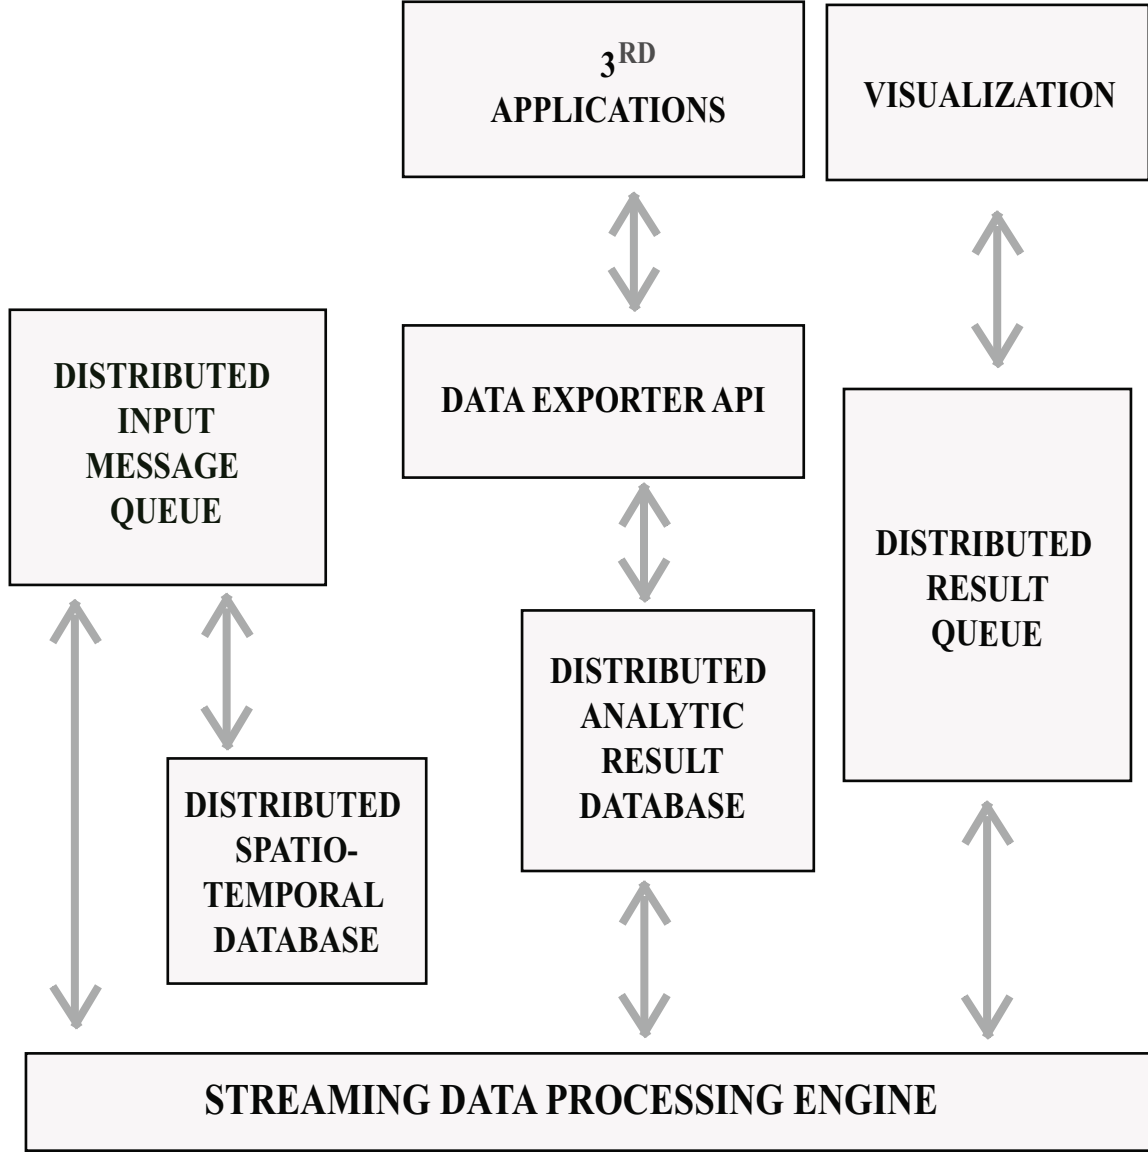 3RD
APPLICATIONS
VISUALIZATION
DISTRIBUTED
INPUT
MESSAGE
QUEUE
DATA EXPORTER API
DISTRIBUTED
RESULT
QUEUE
DISTRIBUTED
ANALYTIC
RESULT
DATABASE
DISTRIBUTED
SPATIO-
TEMPORAL
DATABASE
STREAMING DATA PROCESSING ENGINE